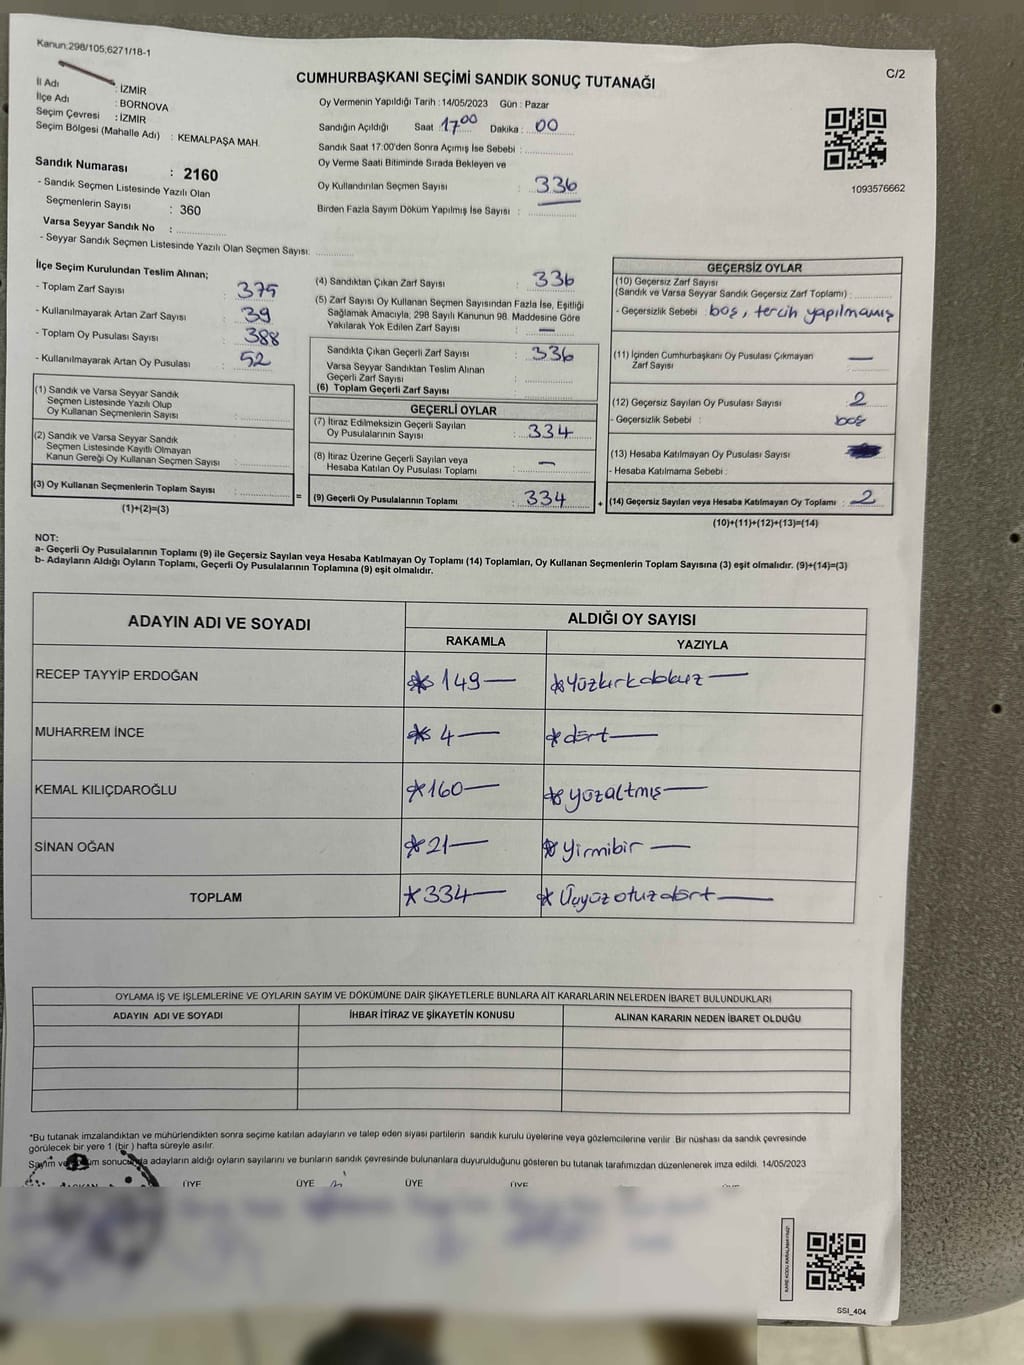 Kanun:298/105,6271/18-1
C/2
CUMHURBAŞKANI SEÇİMİ SANDIK SONUÇ TUTANAĞI
İl Adı : İZMİR
İlçe Adı : BORNOVA
Seçim Çevresi : İZMİR
Seçim Bölgesi (Mahalle Adı) : KEMALPAŞA MAH.
Sandık Numarası : 2160
- Sandık Seçmen Listesinde Yazılı Olan
Seçmenlerin Sayısı : 360
Varsa Seyyar Sandık No :
- Seyyar Sandık Seçmen Listesinde Yazılı Olan Seçmen Sayısı:
Oy Vermenin Yapıldığı Tarih : 14/05/2023 Gün : Pazar
Sandığın Açıldığı Saat 17:00 Dakika : 00
Sandık Saat 17:00'den Sonra Açımış İse Sebebi :
Oy Verme Saati Bitiminde Sırada Bekleyen ve
Oy Kullandırılan Seçmen Sayısı : 336
Birden Fazla Sayım Döküm Yapılmış İse Sayısı :
1093576662
İlçe Seçim Kurulundan Teslim Alınan;
- Toplam Zarf Sayısı : 375
- Kullanılmayarak Artan Zarf Sayısı : 39
- Toplam Oy Pusulası Sayısı : 388
- Kullanılmayarak Artan Oy Pusulası : 52
(1) Sandık ve Varsa Seyyar Sandık
Seçmen Listesinde Yazılı Olup
Oy Kullanan Seçmenlerin Sayısı :
(2) Sandık ve Varsa Seyyar Sandık
Seçmen Listesinde Kayıtlı Olmayan
Kanun Gereği Oy Kullanan Seçmen Sayısı :
(3) Oy Kullanan Seçmenlerin Toplam Sayısı :
(1)+(2)=(3)
=
(4) Sandıktan Çıkan Zarf Sayısı : 336
(5) Zarf Sayısı Oy Kullanan Seçmen Sayısından Fazla İse, Eşitliği
Sağlamak Amacıyla, 298 Sayılı Kanunun 98. Maddesine Göre
Yakılarak Yok Edilen Zarf Sayısı : —
Sandıkta Çıkan Geçerli Zarf Sayısı : 336
Varsa Seyyar Sandıktan Teslim Alınan
Geçerli Zarf Sayısı :
(6) Toplam Geçerli Zarf Sayısı
GEÇERLİ OYLAR
(7) İtiraz Edilmeksizin Geçerli Sayılan
Oy Pusulalarının Sayısı : 334
(8) İtiraz Üzerine Geçerli Sayılan veya
Hesaba Katılan Oy Pusulası Toplamı : —
(9) Geçerli Oy Pusulalarının Toplamı : 334
+
GEÇERSİZ OYLAR
(10) Geçersiz Zarf Sayısı
(Sandık ve Varsa Seyyar Sandık Geçersiz Zarf Toplamı) :
- Geçersizlik Sebebi : boş, tercih yapılmamış
(11) İçinden Cumhurbaşkanı Oy Pusulası Çıkmayan
Zarf Sayısı : —
(12) Geçersiz Sayılan Oy Pusulası Sayısı : 2
- Geçersizlik Sebebi : boş
(13) Hesaba Katılmayan Oy Pusulası Sayısı
- Hesaba Katılmama Sebebi :
(14) Geçersiz Sayılan veya Hesaba Katılmayan Oy Toplamı : 2
(10)+(11)+(12)+(13)=(14)
NOT:
a- Geçerli Oy Pusulalarının Toplamı (9) ile Geçersiz Sayılan veya Hesaba Katılmayan Oy Toplamı (14) Toplamları, Oy Kullanan Seçmenlerin Toplam Sayısına (3) eşit olmalıdır. (9)+(14)=(3)
b- Adayların Aldığı Oyların Toplamı, Geçerli Oy Pusulalarının Toplamına (9) eşit olmalıdır.
ADAYIN ADI VE SOYADI ALDIĞI OY SAYISI
RAKAMLA YAZIYLA
RECEP TAYYİP ERDOĞAN * 149— *Yüzkırkdokuz—
MUHARREM İNCE * 4— *dört—
KEMAL KILIÇDAROĞLU *160— *yüzaltmış—
SİNAN OĞAN *21— *yirmibir—
TOPLAM *334— * Üçyüzotuzdört—
OYLAMA İŞ VE İŞLEMLERİNE VE OYLARIN SAYIM VE DÖKÜMÜNE DAİR ŞİKAYETLERLE BUNLARA AİT KARARLARIN NELERDEN İBARET BULUNDUKLARI
ADAYIN ADI VE SOYADI İHBAR İTİRAZ VE ŞİKAYETİN KONUSU ALINAN KARARIN NEDEN İBARET OLDUĞU
*Bu tutanak imzalandıktan ve mühürlendikten sonra seçime katılan adayların ve talep eden siyasi partilerin sandık kurulu üyelerine veya gözlemcilerine verilir. Bir nüshası da sandık çevresinde
görülecek bir yere 1 (bir ) hafta süreyle asılır.
Sayım ve sonucunda adayların aldığı oyların sayılarını ve bunların sandık çevresinde bulunanlara duyurulduğunu gösteren bu tutanak tarafımızdan düzenlenerek imza edildi. 14/05/2023
ÜYE ÜYE ÜYE ÜYE
SSI_404